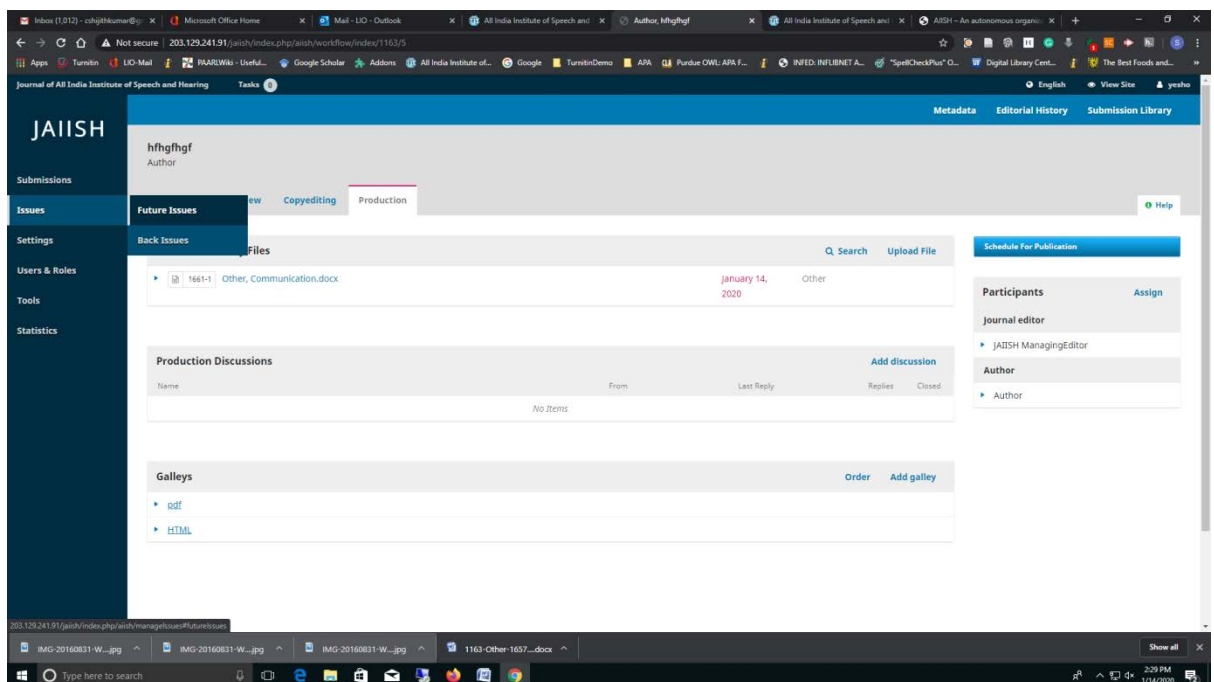 Inbox (1,012) - cshijithkumar@g
Microsoft Office Home
Mail - LIO - Outlook
All India Institute of Speech and
Author, hfhgfhgf
All India Institute of Speech and
AIISH – An autonomous organiz
Not secure | 203.129.241.91/jaiish/index.php/aiish/workflow/index/1163/5
Apps Turnitin LIO-Mail PAARLWiki - Useful... Google Scholar Addons All India Institute of... Google TurnitinDemo APA Purdue OWL: APA F... INFED: INFLIBNET A... "SpellCheckPlus" O... Digital Library Cent... The Best Foods and... »
Journal of All India Institute of Speech and Hearing Tasks 0 English View Site yesho
Metadata Editorial History Submission Library
JAIISH
hfhgfhgf
Author
Submissions
Issues
Future Issues
ew Copyediting Production
Help
Settings
Back Issues
Files
Search Upload File
Schedule For Publication
Users & Roles
1661-1 Other, Communication.docx January 14, Other
2020
Tools
Participants Assign
Journal editor
Statistics
JAIISH ManagingEditor
Production Discussions Add discussion
Author
Name From Last Reply Replies Closed
Author
No Items
Galleys Order Add galley
pdf
HTML
203.129.241.91/jaiish/index.php/aiish/manageIssues#futureIssues
IMG-20160831-W....jpg
IMG-20160831-W....jpg
IMG-20160831-W....jpg
1163-Other-1657....docx
Show all
Type here to search
2:29 PM
1/14/2020